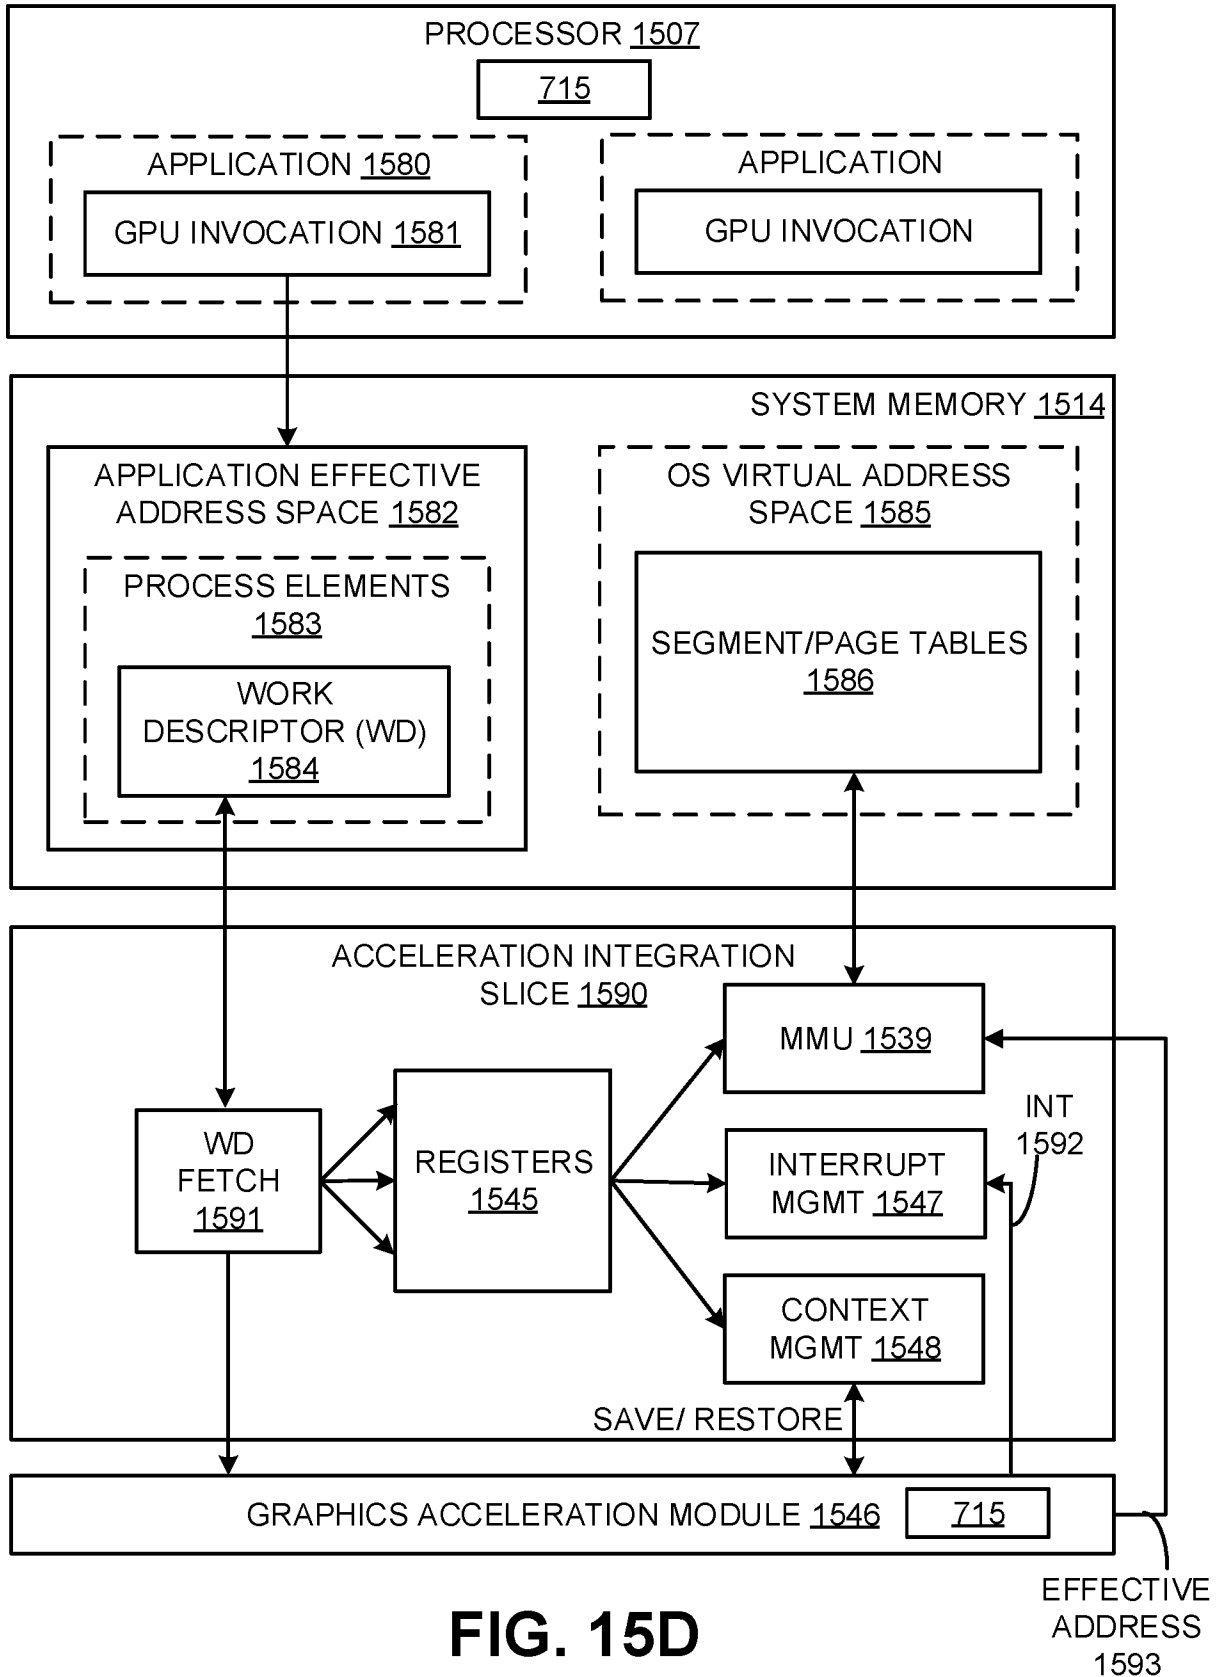 PROCESSOR 1507
715
APPLICATION 1580
GPU INVOCATION 1581
APPLICATION
GPU INVOCATION
SYSTEM MEMORY 1514
APPLICATION EFFECTIVE
ADDRESS SPACE 1582
PROCESS ELEMENTS
1583
WORK
DESCRIPTOR (WD)
1584
OS VIRTUAL ADDRESS
SPACE 1585
SEGMENT/PAGE TABLES
1586
ACCELERATION INTEGRATION
SLICE 1590
WD
FETCH
1591
REGISTERS
1545
MMU 1539
INTERRUPT
MGMT 1547
CONTEXT
MGMT 1548
INT
1592
SAVE/ RESTORE
GRAPHICS ACCELERATION MODULE 1546
715
EFFECTIVE
ADDRESS
1593
FIG. 15D